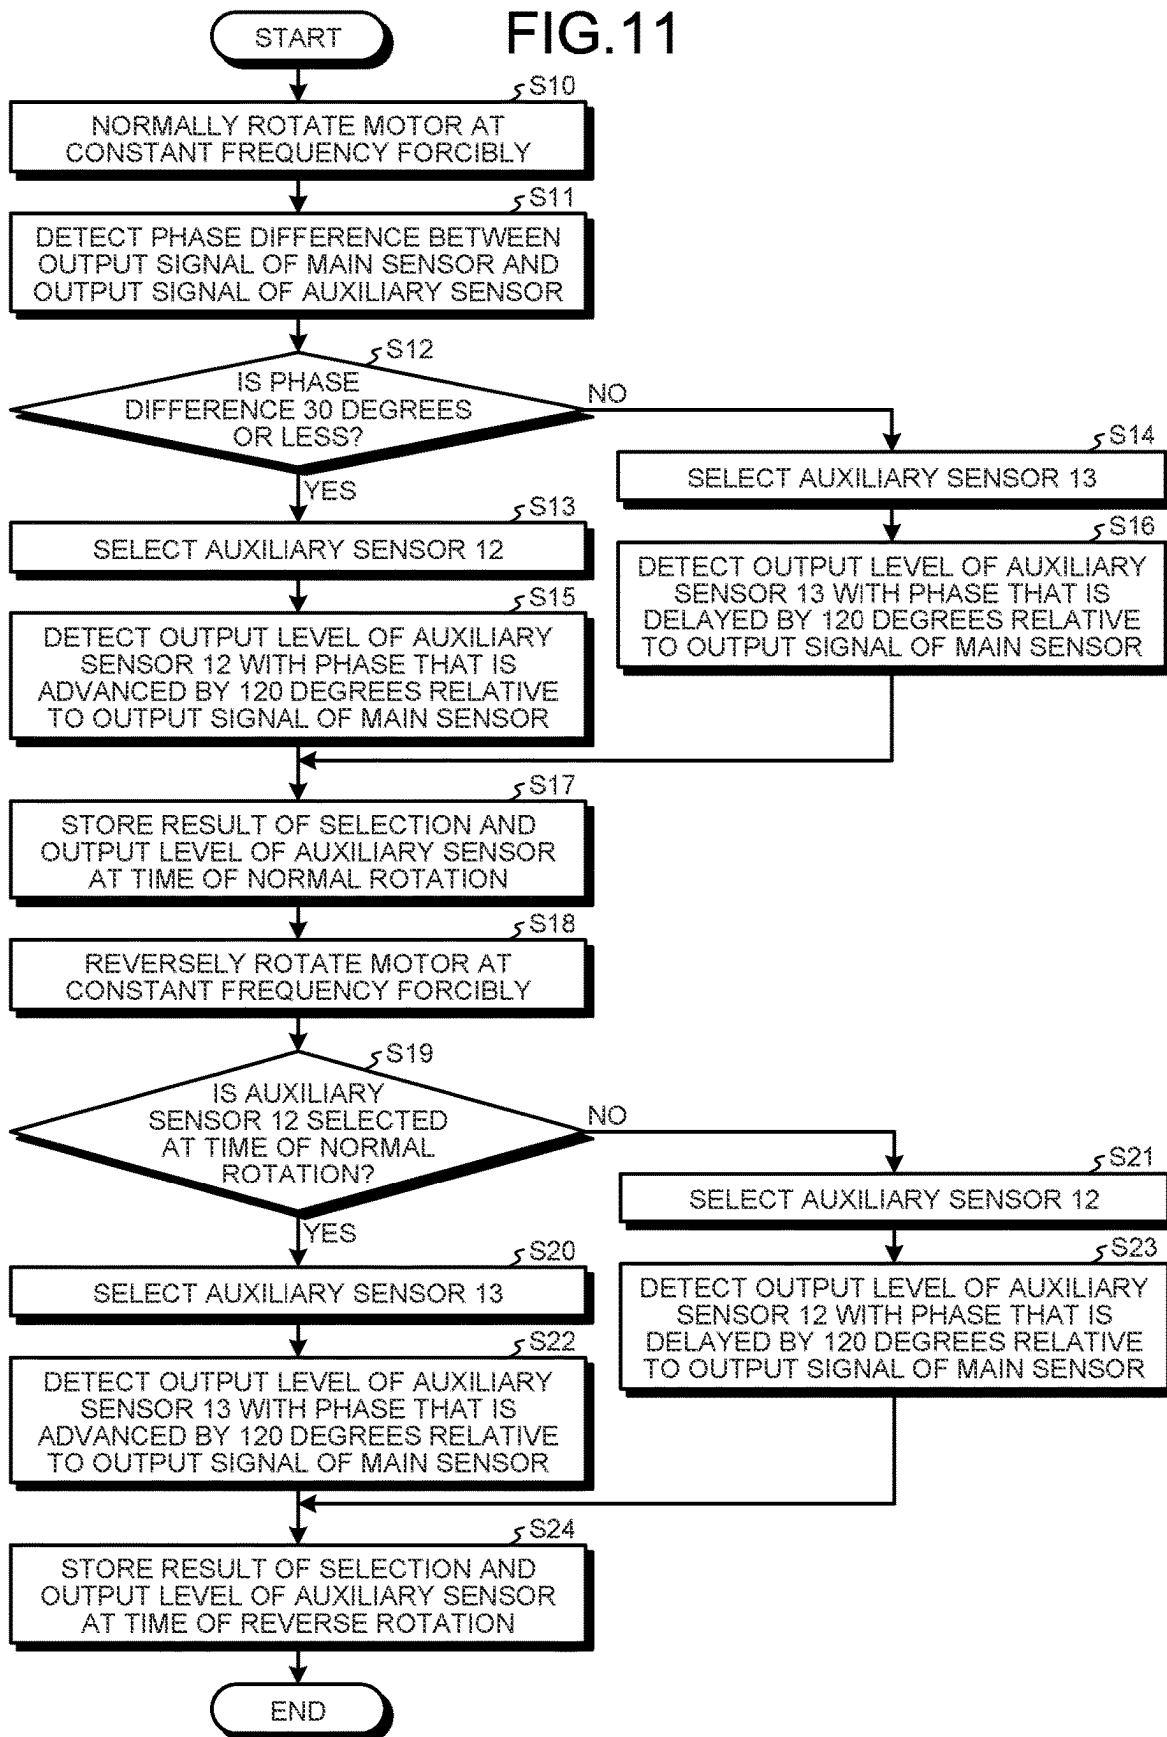 FIG.11
START
S10
NORMALLY ROTATE MOTOR AT
CONSTANT FREQUENCY FORCIBLY
S11
DETECT PHASE DIFFERENCE BETWEEN
OUTPUT SIGNAL OF MAIN SENSOR AND
OUTPUT SIGNAL OF AUXILIARY SENSOR
S12
IS PHASE
DIFFERENCE 30 DEGREES
OR LESS?
NO
YES
S13
SELECT AUXILIARY SENSOR 12
S14
SELECT AUXILIARY SENSOR 13
S15
DETECT OUTPUT LEVEL OF AUXILIARY
SENSOR 12 WITH PHASE THAT IS
ADVANCED BY 120 DEGREES RELATIVE
TO OUTPUT SIGNAL OF MAIN SENSOR
S16
DETECT OUTPUT LEVEL OF AUXILIARY
SENSOR 13 WITH PHASE THAT IS
DELAYED BY 120 DEGREES RELATIVE
TO OUTPUT SIGNAL OF MAIN SENSOR
S17
STORE RESULT OF SELECTION AND
OUTPUT LEVEL OF AUXILIARY SENSOR
AT TIME OF NORMAL ROTATION
S18
REVERSELY ROTATE MOTOR AT
CONSTANT FREQUENCY FORCIBLY
S19
IS AUXILIARY
SENSOR 12 SELECTED
AT TIME OF NORMAL
ROTATION?
NO
YES
S20
SELECT AUXILIARY SENSOR 13
S21
SELECT AUXILIARY SENSOR 12
S22
DETECT OUTPUT LEVEL OF AUXILIARY
SENSOR 13 WITH PHASE THAT IS
ADVANCED BY 120 DEGREES RELATIVE
TO OUTPUT SIGNAL OF MAIN SENSOR
S23
DETECT OUTPUT LEVEL OF AUXILIARY
SENSOR 12 WITH PHASE THAT IS
DELAYED BY 120 DEGREES RELATIVE
TO OUTPUT SIGNAL OF MAIN SENSOR
S24
STORE RESULT OF SELECTION AND
OUTPUT LEVEL OF AUXILIARY SENSOR
AT TIME OF REVERSE ROTATION
END